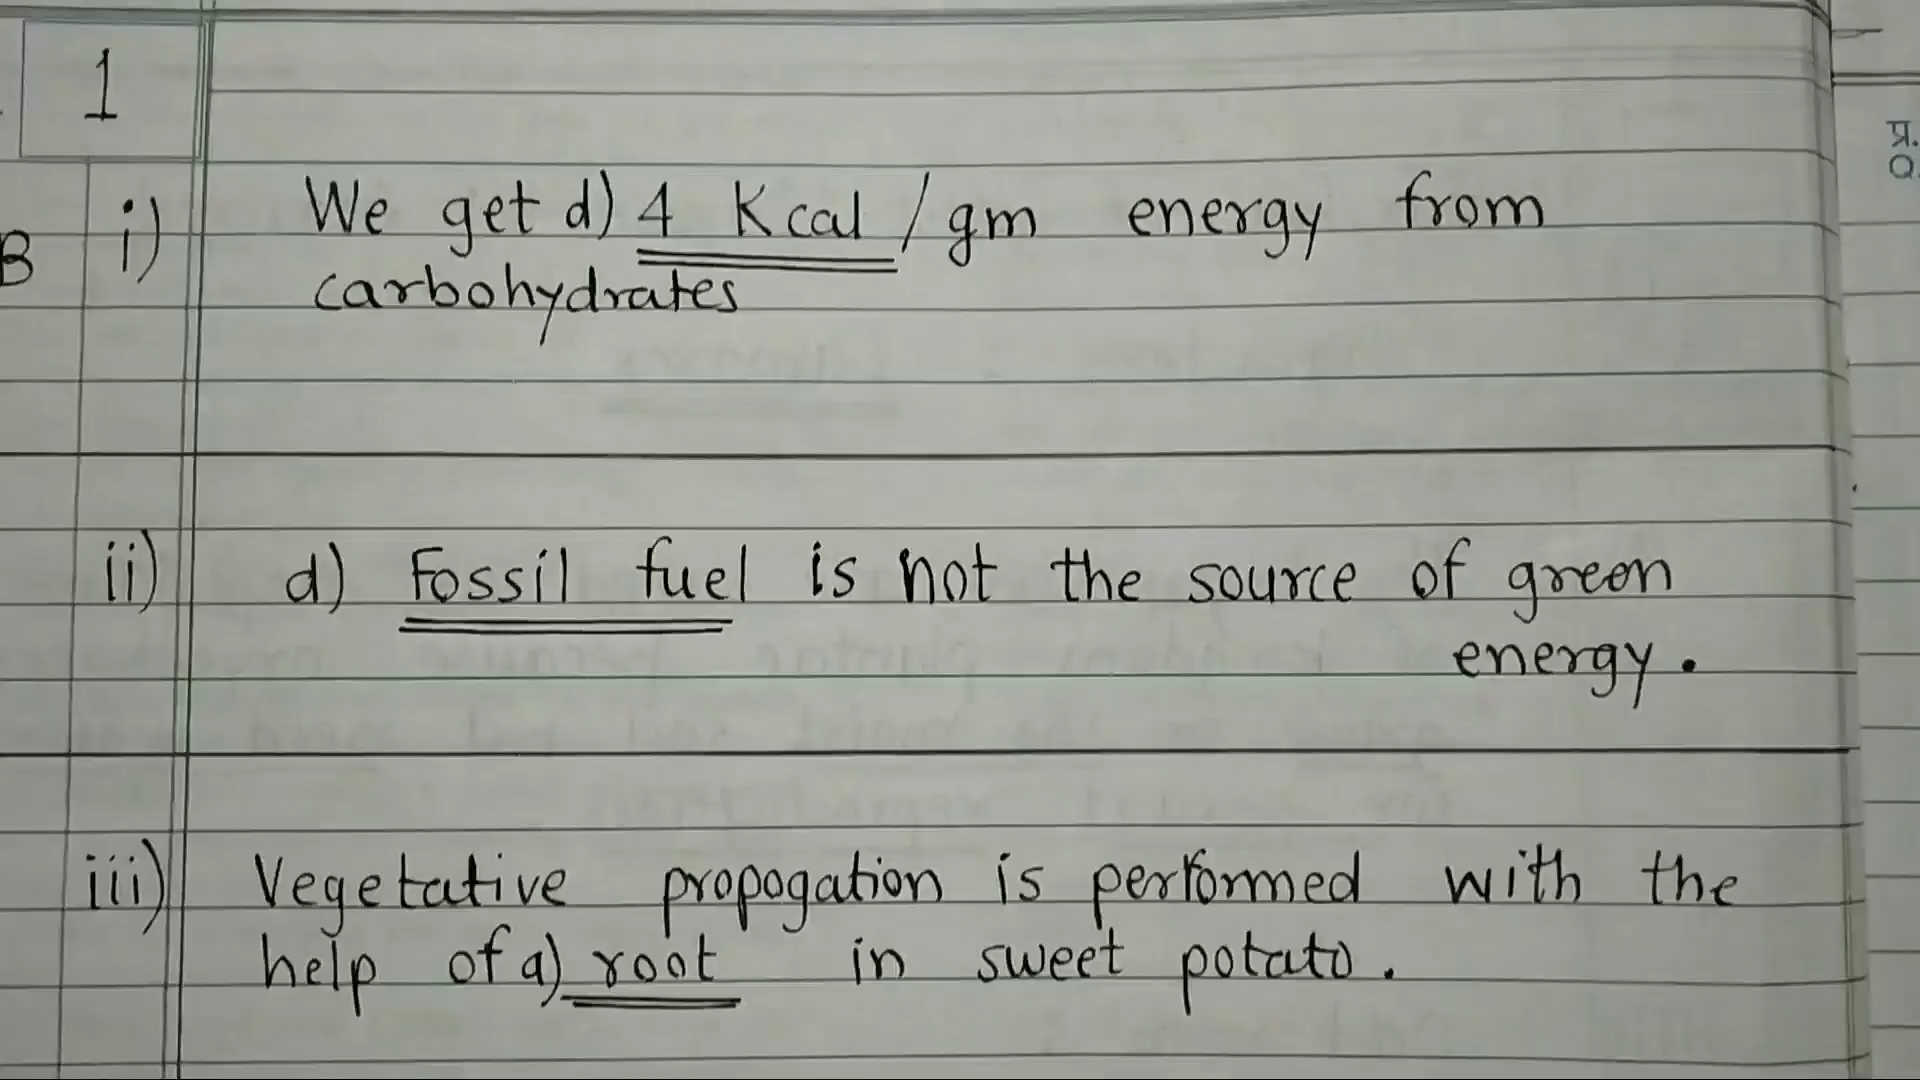 1
B i) We get d) 4 Kcal / gm energy from
carbohydrates
ii) d) Fossil fuel is not the source of green
energy.
iii) Vegetative propogation is performed with the
help of a) root in sweet potato.
प्र.
Q.